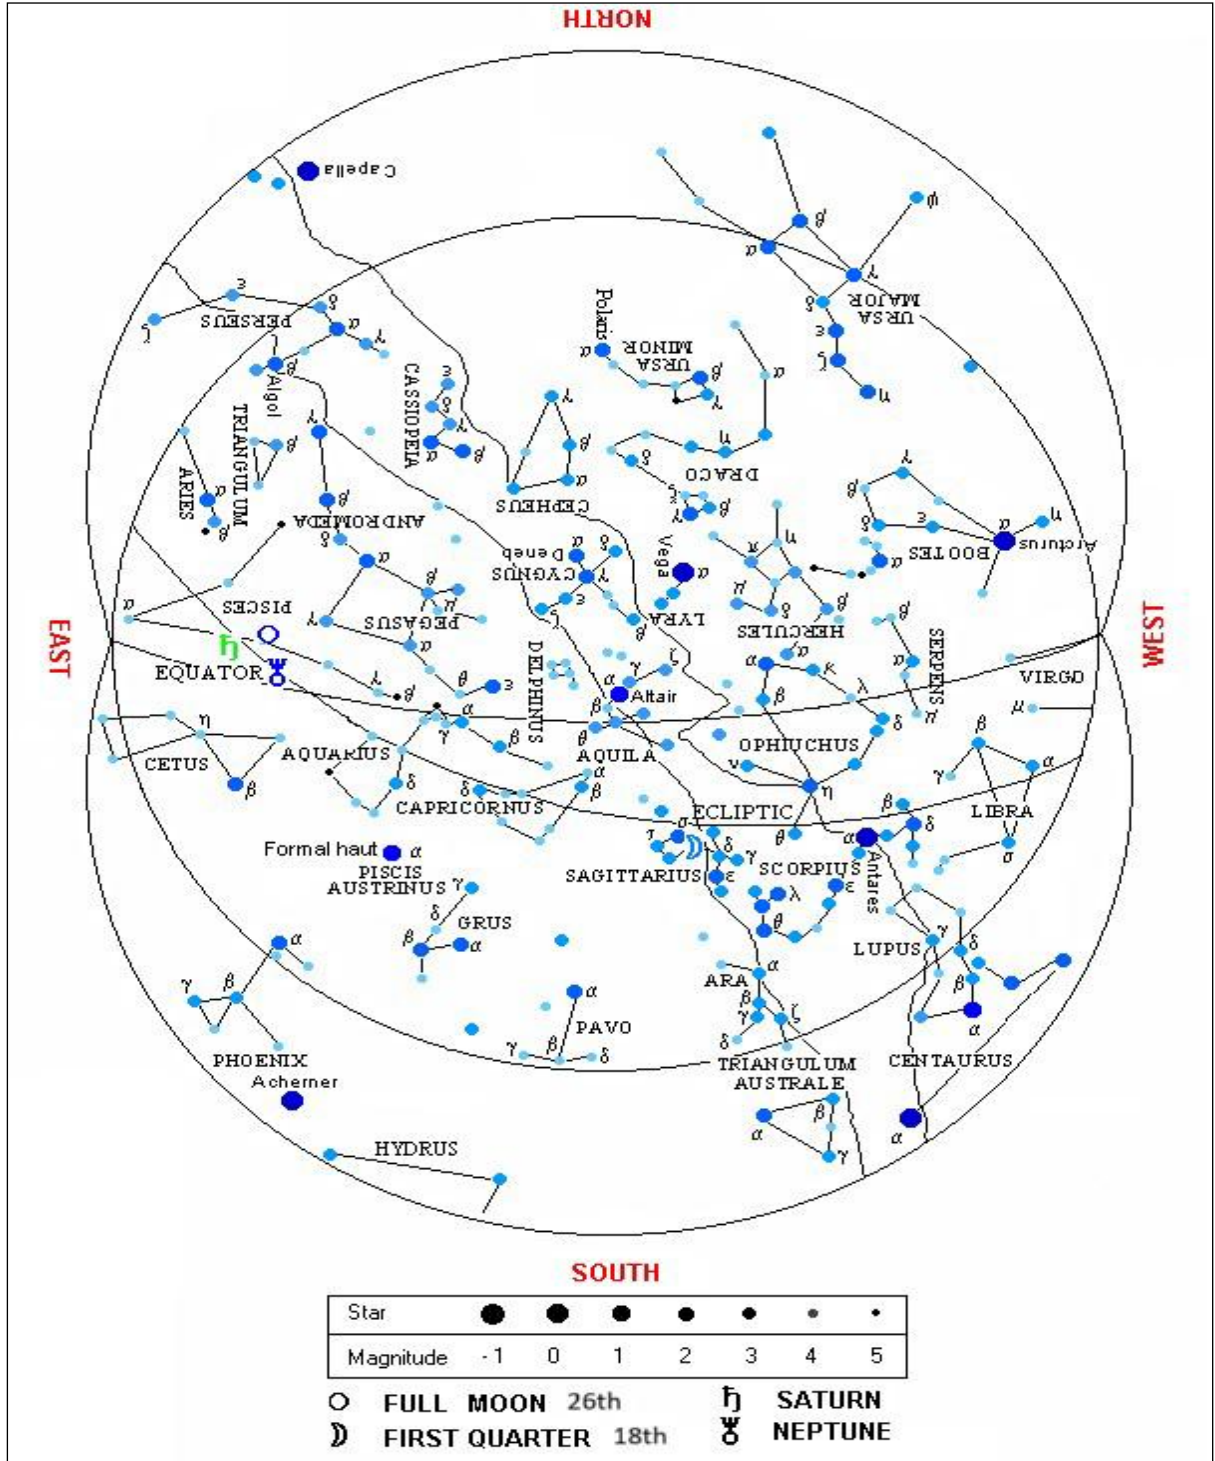 NORTH
Capella
ψ
β
α
γ
URSA
MAJOR
δ
ε
ζ
η
ε
PERSEUS
δ
ζ
α
γ
β
Algol
Polaris
α
URSA
MINOR
β
γ
CASSIOPEIA
ε
δ
γ
α
β
γ
β
α
CEPHEUS
α
η
DRACO
δ
ξ
β
γ
TRIANGULUM
β
ARIES
α
β
γ
β
ANDROMEDA
δ
α
γ
β
μ
PEGASUS
α
Deneb
δ
CYGNUS
γ
ε
ζ
β
Vega
α
LYRA
π
η
μ
δ
β
HERCULES
α
γ
β
δ
ε
BOOTES
α
η
Arcturus
β
α
SERPENS
μ
α
PISCES
EAST
EQUATOR
λ
β
θ
ε
DELPHINUS
γ
ζ
α
Attair
β
θ
AQUILA
α
κ
β
λ
δ
OPHIUCHUS
ν
η
θ
VIRGO
μ
WEST
η
CETUS
β
AQUARIUS
α
γ
β
δ
δ
CAPRICORNUS
α
β
ECLIPTIC
β
γ
α
LIBRA
σ
Formal haut
α
PISCIS
AUSTRINUS
γ
δ
GRUS
β
α
σ
τ
δ
γ
SAGITTARIUS
ε
SCORPIUS
λ
ε
θ
β
α
δ
Antares
LUPUS
γ
δ
β
α
CENTAURUS
α
α
γ
β
PHOENIX
Acherner
α
PAVO
γ
β
δ
ARA
α
β
γ
ζ
δ
TRIANGULUM
AUSTRALE
β
α
γ
HYDRUS
SOUTH
Star
Magnitude -1 0 1 2 3 4 5
FULL MOON 26th ♄ SATURN
FIRST QUARTER 18th ♆ NEPTUNE